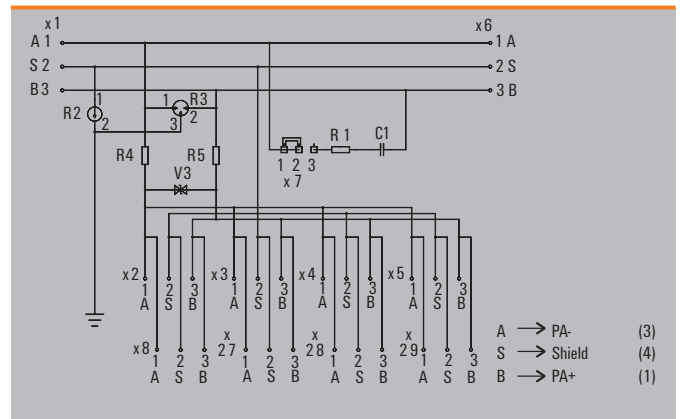 x1 x6
A 1 1 A
S 2 2 S
B3 3 B
R2 1 2 1 R3 2 3
R4 R5 V3
R 1 C1
1 2 3
x 7
x2 x3 x4 x5
1 2 3 1 2 3 1 2 3 1 2 3
A S B A S B A S B A S B
x8 x 27 x 28 x 29
1 2 3 1 2 3 1 2 3 1 2 3
A S B A S B A S B A S B
A → PA- (3)
S → Shield (4)
B → PA+ (1)